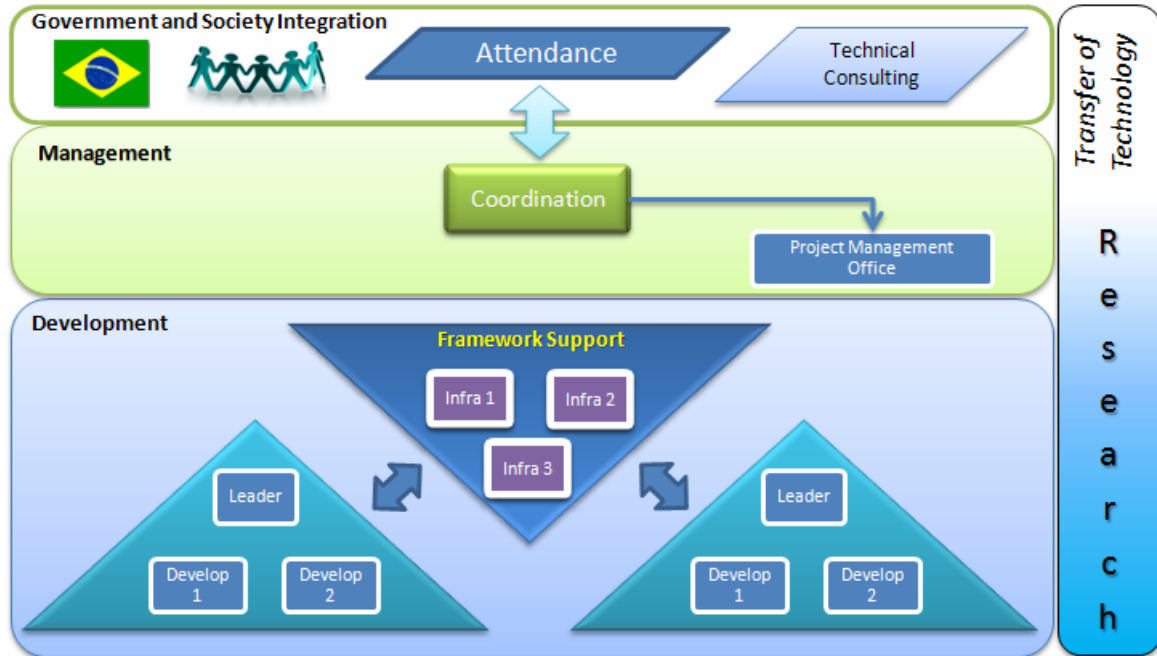 Government and Society Integration
Attendance
Technical
Consulting
Management
Coordination
Project Management
Office
Development
Framework Support
Infra 1
Infra 2
Infra 3
Leader
Develop
1
Develop
2
Leader
Develop
1
Develop
2
Transfer of
Technology
Research